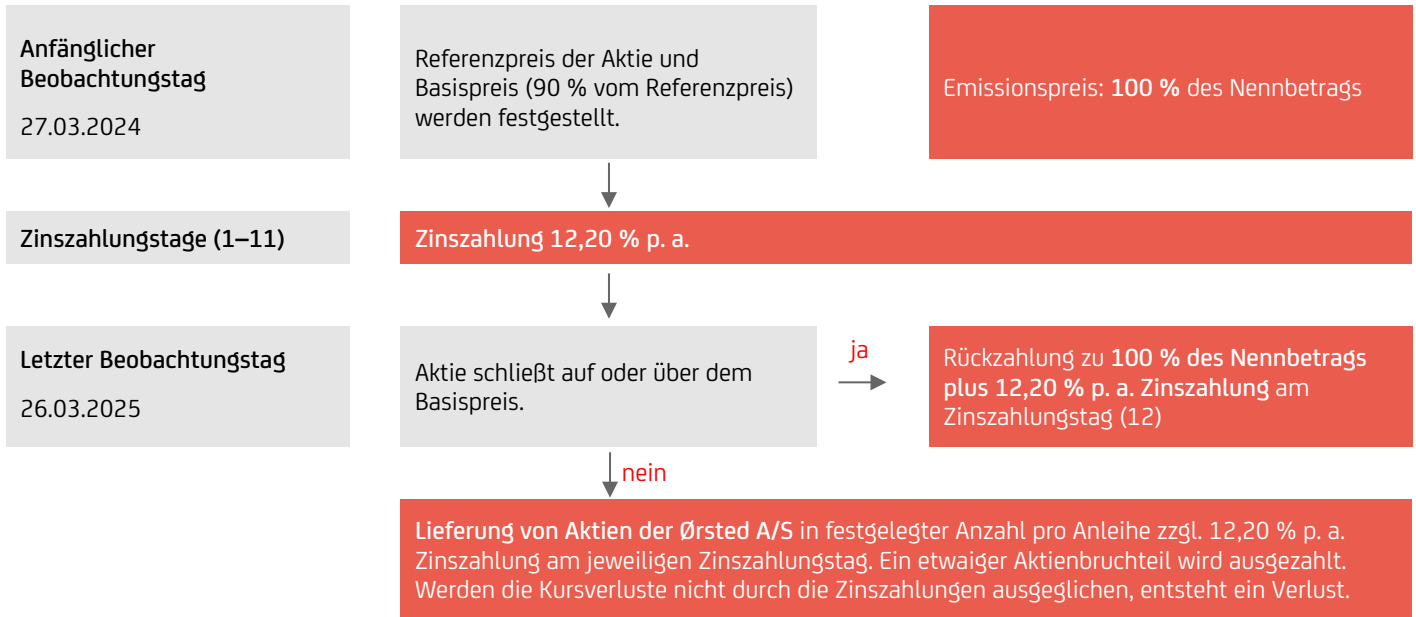 Anfänglicher
Beobachtungstag
27.03.2024
Referenzpreis der Aktie und
Basispreis (90 % vom Referenzpreis)
werden festgestellt.
Emissionspreis: 100 % des Nennbetrags
Zinszahlungstage (1–11)
Zinszahlung 12,20 % p. a.
Letzter Beobachtungstag
26.03.2025
Aktie schließt auf oder über dem
Basispreis.
ja
Rückzahlung zu 100 % des Nennbetrags
plus 12,20 % p. a. Zinszahlung am
Zinszahlungstag (12)
nein
Lieferung von Aktien der Ørsted A/S in festgelegter Anzahl pro Anleihe zzgl. 12,20 % p. a.
Zinszahlung am jeweiligen Zinszahlungstag. Ein etwaiger Aktienbruchteil wird ausgezahlt.
Werden die Kursverluste nicht durch die Zinszahlungen ausgeglichen, entsteht ein Verlust.